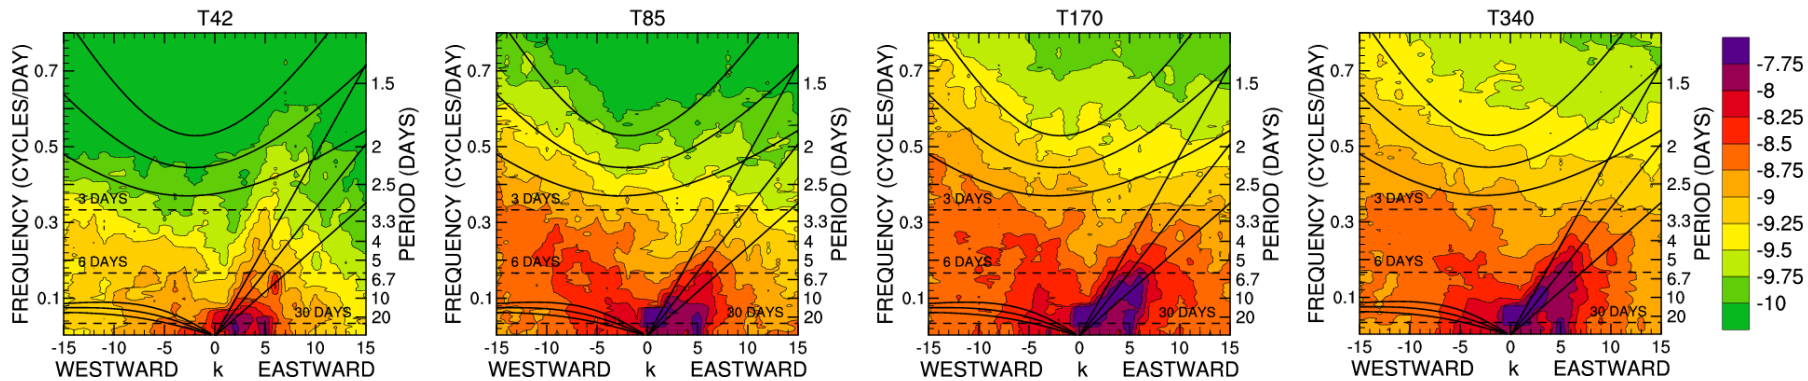 T42
FREQUENCY (CYCLES/DAY)
0.7
0.5
0.3
0.1
3 DAYS
6 DAYS
30 DAYS
1.5
2
2.5
3.3
4
5
6.7
10
20
PERIOD (DAYS)
-15 -10 -5 0 5 10 15
WESTWARD k EASTWARD
T85
FREQUENCY (CYCLES/DAY)
0.7
0.5
0.3
0.1
3 DAYS
6 DAYS
30 DAYS
1.5
2
2.5
3.3
4
5
6.7
10
20
PERIOD (DAYS)
-15 -10 -5 0 5 10 15
WESTWARD k EASTWARD
T170
FREQUENCY (CYCLES/DAY)
0.7
0.5
0.3
0.1
3 DAYS
6 DAYS
30 DAYS
1.5
2
2.5
3.3
4
5
6.7
10
20
PERIOD (DAYS)
-15 -10 -5 0 5 10 15
WESTWARD k EASTWARD
T340
FREQUENCY (CYCLES/DAY)
0.7
0.5
0.3
0.1
3 DAYS
6 DAYS
30 DAYS
1.5
2
2.5
3.3
4
5
6.7
10
20
PERIOD (DAYS)
-15 -10 -5 0 5 10 15
WESTWARD k EASTWARD
-7.75
-8
-8.25
-8.5
-8.75
-9
-9.25
-9.5
-9.75
-10